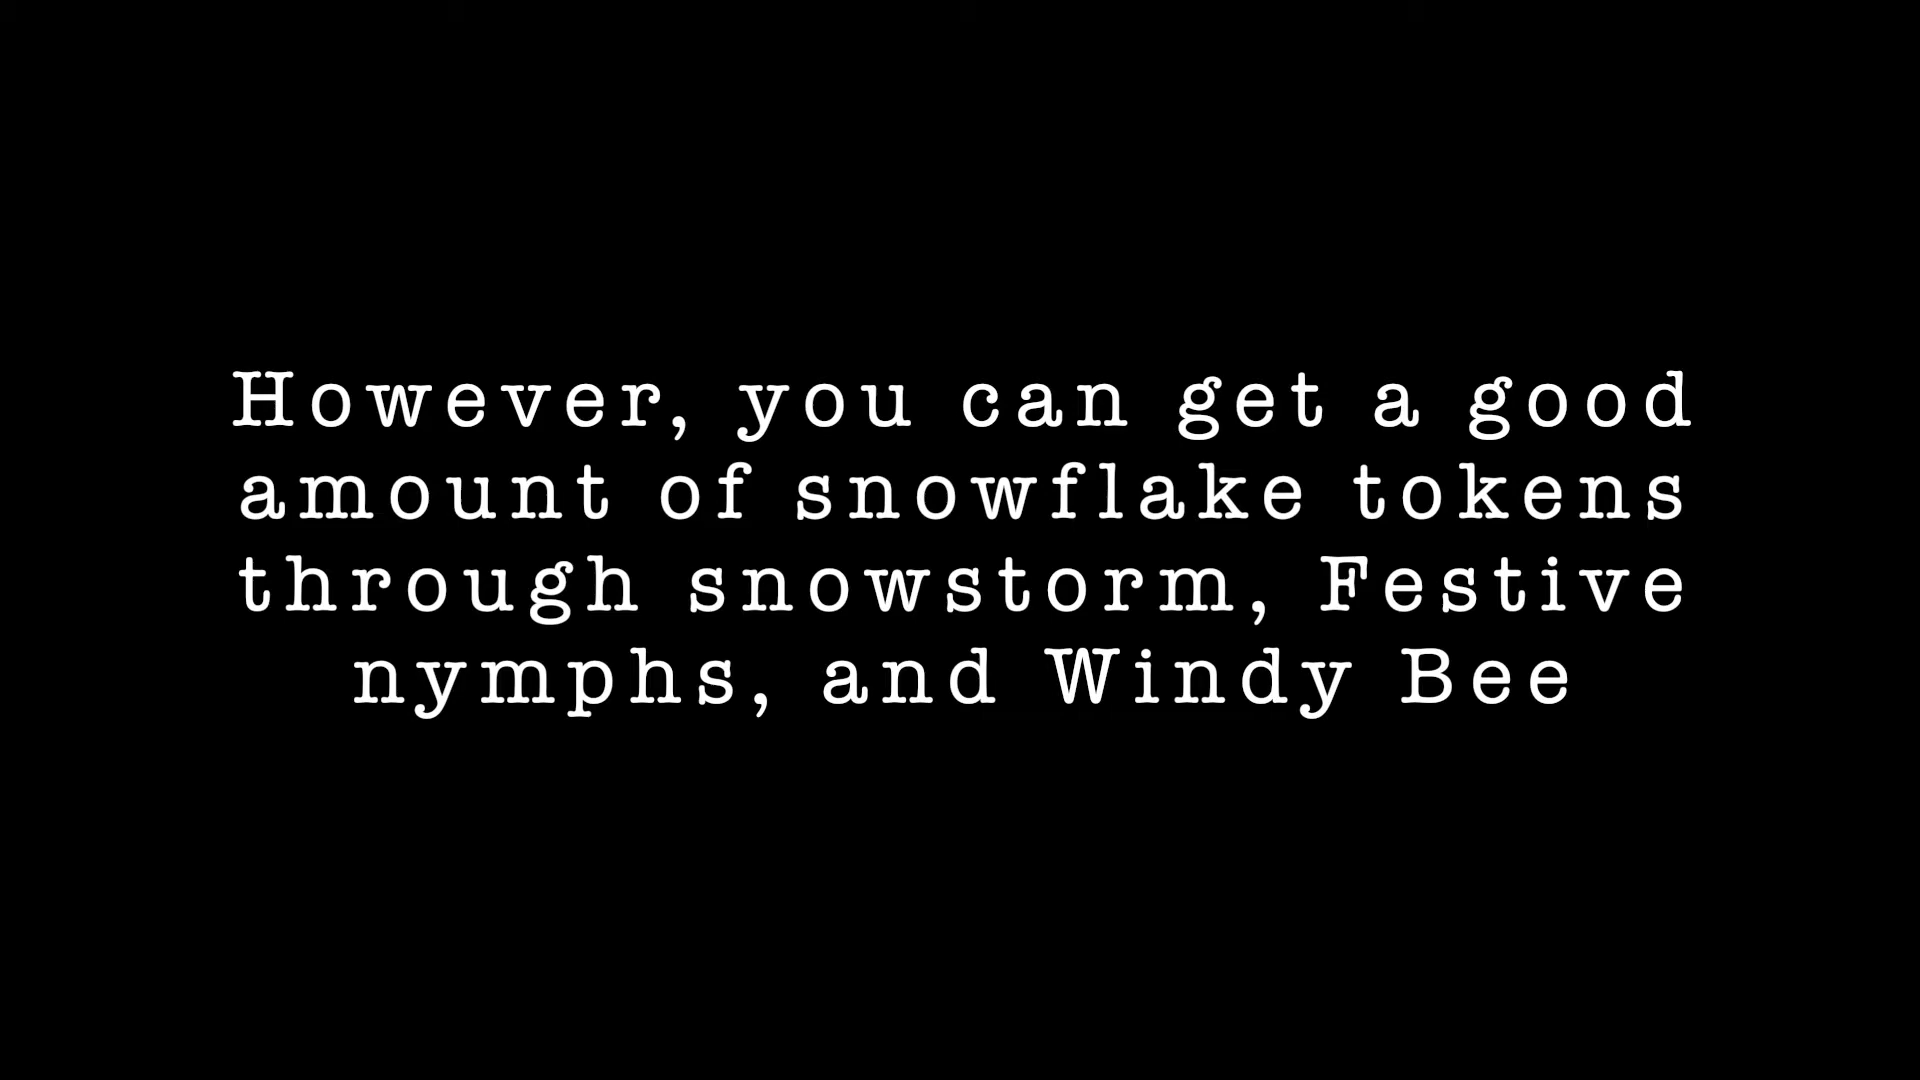 However, you can get a good
amount of snowflake tokens
through snowstorm, Festive
nymphs, and Windy Bee